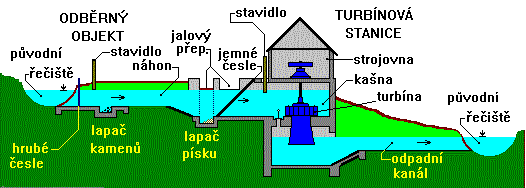 ODBĚRNÝ
OBJEKT
TURBÍNOVÁ
STANICE
původní
řečiště
stavidlo
náhon
jalový
přep.
jemné
česle
stavidlo
strojovna
kašna
turbína
původní
řečiště
hrubé
česle
lapač
kamenů
lapač
písku
odpadní
kanál